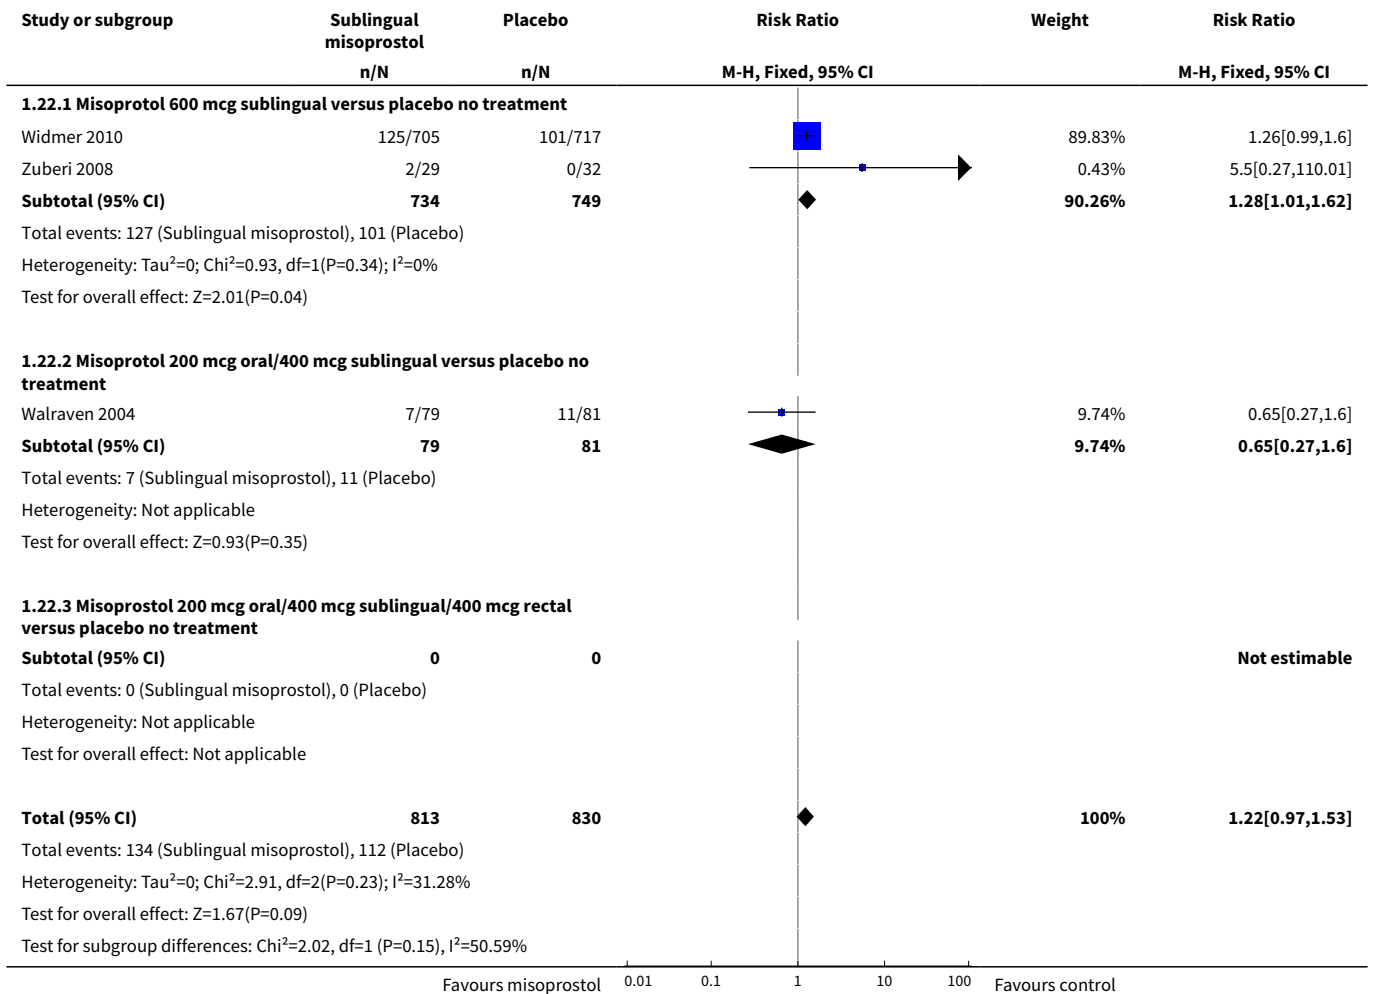 Study or subgroup Sublingual misoprostol Placebo Risk Ratio Weight Risk Ratio
n/N n/N M-H, Fixed, 95% CI M-H, Fixed, 95% CI
1.22.1 Misoprotol 600 mcg sublingual versus placebo no treatment
Widmer 2010 125/705 101/717 89.83% 1.26[0.99,1.6]
Zuberi 2008 2/29 0/32 0.43% 5.5[0.27,110.01]
Subtotal (95% CI) 734 749 90.26% 1.28[1.01,1.62]
Total events: 127 (Sublingual misoprostol), 101 (Placebo)
Heterogeneity: Tau²=0; Chi²=0.93, df=1(P=0.34); I²=0%
Test for overall effect: Z=2.01(P=0.04)
1.22.2 Misoprotol 200 mcg oral/400 mcg sublingual versus placebo no
treatment
Walraven 2004 7/79 11/81 9.74% 0.65[0.27,1.6]
Subtotal (95% CI) 79 81 9.74% 0.65[0.27,1.6]
Total events: 7 (Sublingual misoprostol), 11 (Placebo)
Heterogeneity: Not applicable
Test for overall effect: Z=0.93(P=0.35)
1.22.3 Misoprostol 200 mcg oral/400 mcg sublingual/400 mcg rectal
versus placebo no treatment
Subtotal (95% CI) 0 0 Not estimable
Total events: 0 (Sublingual misoprostol), 0 (Placebo)
Heterogeneity: Not applicable
Test for overall effect: Not applicable
Total (95% CI) 813 830 100% 1.22[0.97,1.53]
Total events: 134 (Sublingual misoprostol), 112 (Placebo)
Heterogeneity: Tau²=0; Chi²=2.91, df=2(P=0.23); I²=31.28%
Test for overall effect: Z=1.67(P=0.09)
Test for subgroup differences: Chi²=2.02, df=1 (P=0.15), I²=50.59%
Favours misoprostol 0.01 0.1 1 10 100 Favours control